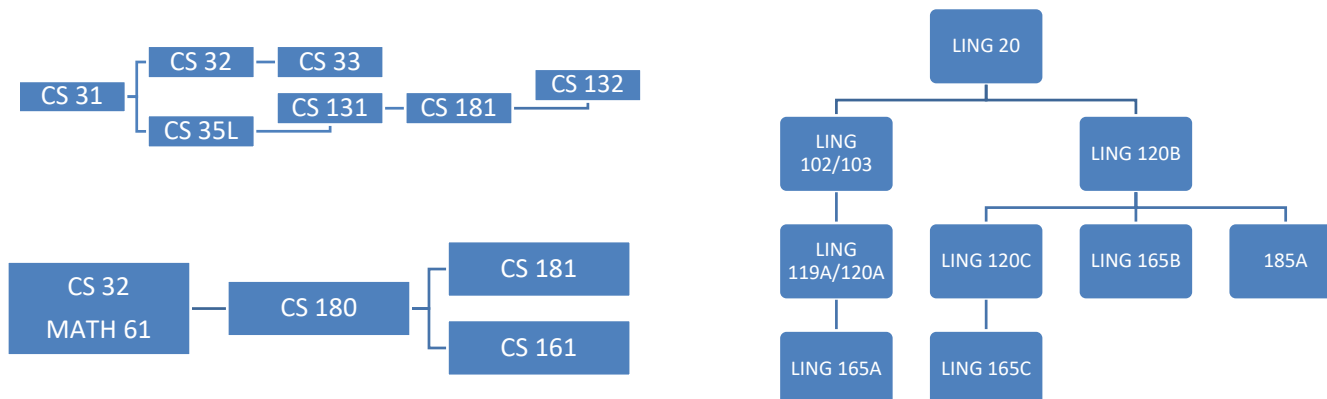 CS 31
CS 32
CS 33
CS 35L
CS 131
CS 181
CS 132
CS 32
MATH 61
CS 180
CS 181
CS 161
LING 20
LING
102/103
LING 120B
LING
119A/120A
LING 120C
LING 165B
185A
LING 165A
LING 165C